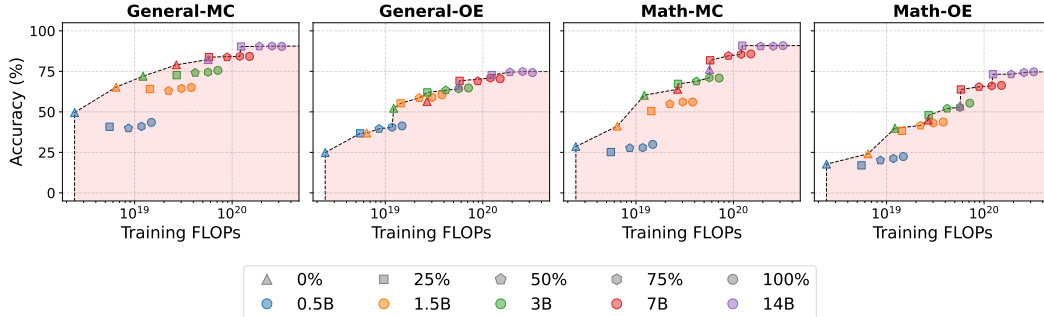 General-MC General-OE Math-MC Math-OE
100
75
50
25
0
Accuracy (%)
10^19 10^20 10^19 10^20 10^19 10^20 10^19 10^20
Training FLOPs Training FLOPs Training FLOPs Training FLOPs
0% 25% 50% 75% 100%
0.5B 1.5B 3B 7B 14B